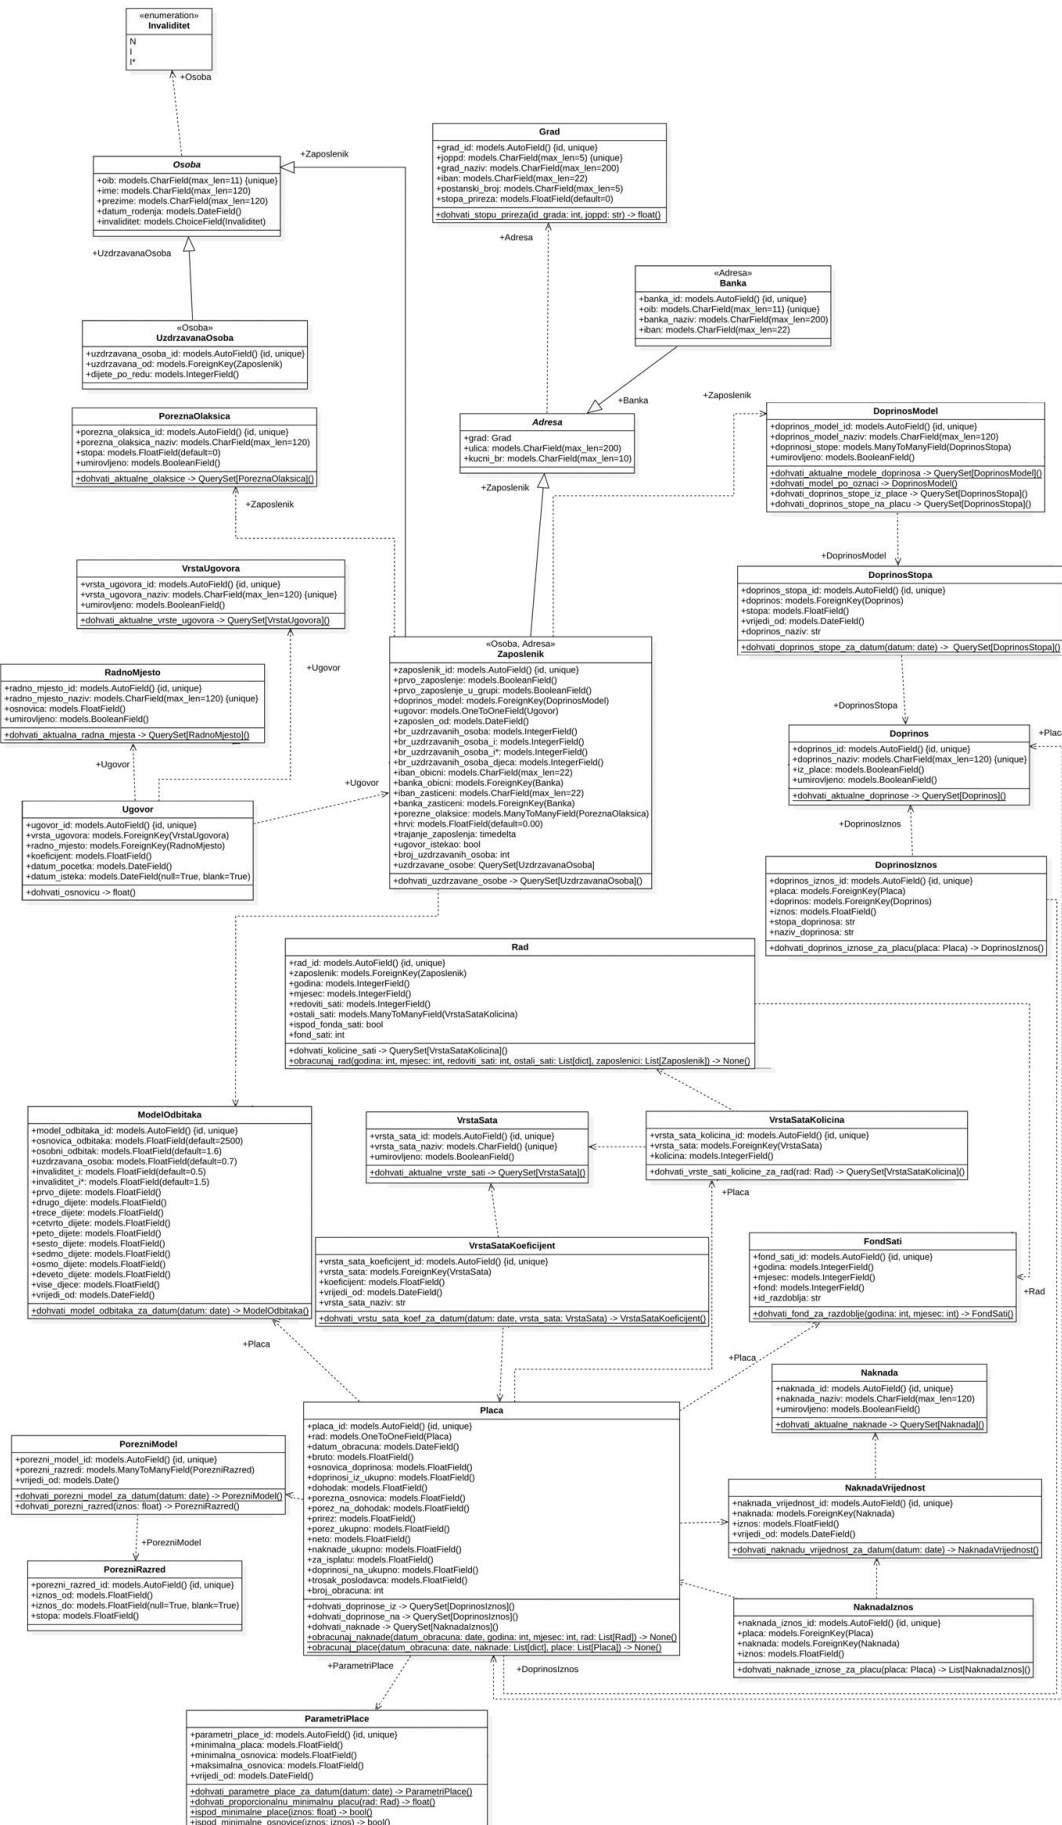 «enumeration»
Invaliditet
N
I
I*
+Osoba
Osoba
+oib: models.CharField(max_len=11) {unique}
+ime: models.CharField(max_len=120)
+prezime: models.CharField(max_len=120)
+datum_rodenja: models.DateField()
+invaliditet: models.ChoiceField(Invaliditet)
+Zaposlenik
+UzdrzavanaOsoba
Grad
+grad_id: models.AutoField() {id, unique}
+joppd: models.CharField(max_len=5) {unique}
+grad_naziv: models.CharField(max_len=200)
+iban: models.CharField(max_len=22)
+postanski_broj: models.CharField(max_len=5)
+stopa_prireza: models.FloatField(default=0)
+dohvati_stopu_prireza(id_grada: int, joppd: str) -> float()
+Adresa
«Adresa»
Banka
+banka_id: models.AutoField() {id, unique}
+oib: models.CharField(max_len=11) {unique}
+banka_naziv: models.CharField(max_len=200)
+iban: models.CharField(max_len=22)
+Banka
«Osoba»
UzdrzavanaOsoba
+uzdrzavana_osoba_id: models.AutoField() {id, unique}
+uzdrzavana_od: models.ForeignKey(Zaposlenik)
+dijete_po_redu: models.IntegerField()
PoreznaOlaksica
+porezna_olaksica_id: models.AutoField() {id, unique}
+porezna_olaksica_naziv: models.CharField(max_len=120)
+stopa: models.FloatField(default=0)
+umirovljeno: models.BooleanField()
+dohvati_aktualne_olaksice -> QuerySet[PoreznaOlaksica]()
+Zaposlenik
Adresa
+grad: Grad
+ulica: models.CharField(max_len=200)
+kucni_br: models.CharField(max_len=10)
+Zaposlenik
+Zaposlenik
DoprinosModel
+doprinos_model_id: models.AutoField() {id, unique}
+doprinos_model_naziv: models.CharField(max_len=120)
+doprinosi_stope: models.ManyToManyField(DoprinosStopa)
+umirovljeno: models.BooleanField()
+dohvati_aktualne_modele_doprinosa -> QuerySet[DoprinosModel]()
+dohvati_model_po_oznaci -> DoprinosModel()
+dohvati_doprinos_stope_iz_place -> QuerySet[DoprinosStopa]()
+dohvati_doprinos_stope_na_placu -> QuerySet[DoprinosStopa]()
+DoprinosModel
DoprinosStopa
+doprinos_stopa_id: models.AutoField() {id, unique}
+doprinos: models.ForeignKey(Doprinos)
+stopa: models.FloatField()
+vrijedi_od: models.DateField()
+doprinos_naziv: str
+dohvati_doprinos_stope_za_datum(datum: date) -> QuerySet[DoprinosStopa]()
+DoprinosStopa
VrstaUgovora
+vrsta_ugovora_id: models.AutoField() {id, unique}
+vrsta_ugovora_naziv: models.CharField(max_len=120) {unique}
+umirovljeno: models.BooleanField()
+dohvati_aktualne_vrste_ugovora -> QuerySet[VrstaUgovora]()
+Ugovor
RadnoMjesto
+radno_mjesto_id: models.AutoField() {id, unique}
+radno_mjesto_naziv: models.CharField(max_len=120) {unique}
+osnovica: models.FloatField()
+umirovljeno: models.BooleanField()
+dohvati_aktualna_radna_mjesta -> QuerySet[RadnoMjesto]()
+Ugovor
+Ugovor
Ugovor
+ugovor_id: models.AutoField() {id, unique}
+vrsta_ugovora: models.ForeignKey(VrstaUgovora)
+radno_mjesto: models.ForeignKey(RadnoMjesto)
+koeficijent: models.FloatField()
+datum_pocetka: models.DateField()
+datum_isteka: models.DateField(null=True, blank=True)
+dohvati_osnovicu -> float()
«Osoba, Adresa»
Zaposlenik
+zaposlenik_id: models.AutoField() {id, unique}
+prvo_zaposlenje: models.BooleanField()
+prvo_zaposlenje_u_grupi: models.BooleanField()
+doprinos_model: models.ForeignKey(DoprinosModel)
+ugovor: models.OneToOneField(Ugovor)
+zaposlen_od: models.DateField()
+br_uzdrzavanih_osoba: models.IntegerField()
+br_uzdrzavanih_osoba_i: models.IntegerField()
+br_uzdrzavanih_osoba_i*: models.IntegerField()
+br_uzdrzavanih_osoba_djeca: models.IntegerField()
+iban_obicni: models.CharField(max_len=22)
+banka_obicni: models.ForeignKey(Banka)
+iban_zasticeni: models.CharField(max_len=22)
+banka_zasticeni: models.ForeignKey(Banka)
+porezne_olaksice: models.ManyToManyField(PoreznaOlaksica)
+hrvi: models.FloatField(default=0.00)
+trajanje_zaposlenja: timedelta
+ugovor_istekao: bool
+broj_uzdrzavanih_osoba: int
+uzdrzavane_osobe: QuerySet[UzdrzavanaOsoba]
+dohvati_uzdrzavane_osobe -> QuerySet[UzdrzavanaOsoba]()
Doprinos
+doprinos_id: models.AutoField() {id, unique}
+doprinos_naziv: models.CharField(max_len=120) {unique}
+iz_place: models.BooleanField()
+umirovljeno: models.BooleanField()
+dohvati_aktualne_doprinose -> QuerySet[Doprinos]()
+Placa
+DoprinosIznos
DoprinosIznos
+doprinos_iznos_id: models.AutoField() {id, unique}
+placa: models.ForeignKey(Placa)
+doprinos: models.ForeignKey(Doprinos)
+iznos: models.FloatField()
+stopa_doprinosa: str
+naziv_doprinosa: str
+dohvati_doprinos_iznose_za_placu(placa: Placa) -> DoprinosIznos()
Rad
+rad_id: models.AutoField() {id, unique}
+zaposlenik: models.ForeignKey(Zaposlenik)
+godina: models.IntegerField()
+mjesec: models.IntegerField()
+redoviti_sati: models.IntegerField()
+ostali_sati: models.ManyToManyField(VrstaSataKolicina)
+ispod_fonda_sati: bool
+fond_sati: int
+dohvati_kolicine_sati -> QuerySet[VrstaSataKolicina]()
+obracunaj_rad(godina: int, mjesec: int, redoviti_sati: int, ostali_sati: List[dict], zaposlenici: List[Zaposlenik]) -> None()
ModelOdbitaka
+model_odbitaka_id: models.AutoField() {id, unique}
+osnovica_odbitaka: models.FloatField(default=2500)
+osobni_odbitak: models.FloatField(default=1.6)
+uzdrzavana_osoba: models.FloatField(default=0.7)
+invaliditet_i: models.FloatField(default=0.5)
+invaliditet_i*: models.FloatField(default=1.5)
+prvo_dijete: models.FloatField()
+drugo_dijete: models.FloatField()
+trece_dijete: models.FloatField()
+cetvrto_dijete: models.FloatField()
+peto_dijete: models.FloatField()
+sesto_dijete: models.FloatField()
+sedmo_dijete: models.FloatField()
+osmo_dijete: models.FloatField()
+deveto_dijete: models.FloatField()
+vise_djece: models.FloatField()
+vrijedi_od: models.DateField()
+dohvati_model_odbitaka_za_datum(datum: date) -> ModelOdbitaka()
+Placa
VrstaSata
+vrsta_sata_id: models.AutoField() {id, unique}
+vrsta_sata_naziv: models.CharField() {unique}
+umirovljeno: models.BooleanField()
+dohvati_aktualne_vrste_sati -> QuerySet[VrstaSata]()
VrstaSataKolicina
+vrsta_sata_kolicina_id: models.AutoField() {id, unique}
+vrsta_sata: models.ForeignKey(VrstaSata)
+kolicina: models.IntegerField()
+dohvati_vrste_sati_kolicine_za_rad(rad: Rad) -> QuerySet[VrstaSataKolicina]()
+Placa
VrstaSataKoeficijent
+vrsta_sata_koeficijent_id: models.AutoField() {id, unique}
+vrsta_sata: models.ForeignKey(VrstaSata)
+koeficijent: models.FloatField()
+vrijedi_od: models.DateField()
+vrsta_sata_naziv: str
+dohvati_vrstu_sata_koef_za_datum(datum: date, vrsta_sata: VrstaSata) -> VrstaSataKoeficijent()
FondSati
+fond_sati_id: models.AutoField() {id, unique}
+godina: models.IntegerField()
+mjesec: models.IntegerField()
+fond: models.IntegerField()
+id_razdoblja: str
+dohvati_fond_za_razdoblje(godina: int, mjesec: int) -> FondSati()
+Rad
+Placa
Naknada
+naknada_id: models.AutoField() {id, unique}
+naknada_naziv: models.CharField(max_len=120)
+umirovljeno: models.BooleanField()
+dohvati_aktualne_naknade -> QuerySet[Naknada]()
Placa
+placa_id: models.AutoField() {id, unique}
+rad: models.OneToOneField(Placa)
+datum_obracuna: models.DateField()
+bruto: models.FloatField()
+osnovica_doprinosa: models.FloatField()
+doprinosi_iz_ukupno: models.FloatField()
+dohodak: models.FloatField()
+porezna_osnovica: models.FloatField()
+porez_na_dohodak: models.FloatField()
+prirez: models.FloatField()
+porez_ukupno: models.FloatField()
+neto: models.FloatField()
+naknade_ukupno: models.FloatField()
+za_isplatu: models.FloatField()
+doprinosi_na_ukupno: models.FloatField()
+trosak_poslodavca: models.FloatField()
+broj_obracuna: int
+dohvati_doprinose_iz -> QuerySet[DoprinosIznos]()
+dohvati_doprinose_na -> QuerySet[DoprinosIznos]()
+dohvati_naknade -> QuerySet[NaknadaIznos]()
+obracunaj_naknade(datum_obracuna: date, godina: int, mjesec: int, rad: List[Rad]) -> None()
+obracunaj_place(datum_obracuna: date, naknade: List[dict], place: List[Placa]) -> None()
PorezniModel
+porezni_model_id: models.AutoField() {id, unique}
+porezni_razredi: models.ManyToManyField(PorezniRazred)
+vrijedi_od: models.Date()
+dohvati_porezni_model_za_datum(datum: date) -> PorezniModel()
+dohvati_porezni_razred(iznos: float) -> PorezniRazred()
+PorezniModel
PorezniRazred
+porezni_razred_id: models.AutoField() {id, unique}
+iznos_od: models.FloatField()
+iznos_do: models.FloatField(null=True, blank=True)
+stopa: models.FloatField()
NaknadaVrijednost
+naknada_vrijednost_id: models.AutoField() {id, unique}
+naknada: models.ForeignKey(Naknada)
+iznos: models.FloatField()
+vrijedi_od: models.DateField()
+dohvati_naknadu_vrijednost_za_datum(datum: date) -> NaknadaVrijednost()
NaknadaIznos
+naknada_iznos_id: models.AutoField() {id, unique}
+placa: models.ForeignKey(Placa)
+naknada: models.ForeignKey(Naknada)
+iznos: models.FloatField()
+dohvati_naknade_iznose_za_placu(placa: Placa) -> List[NaknadaIznos]()
+ParametriPlace
+DoprinosIznos
ParametriPlace
+parametri_place_id: models.AutoField() {id, unique}
+minimalna_placa: models.FloatField()
+minimalna_osnovica: models.FloatField()
+maksimalna_osnovica: models.FloatField()
+vrijedi_od: models.DateField()
+dohvati_parametre_place_za_datum(datum: date) -> ParametriPlace()
+dohvati_proporcionalnu_minimalnu_placu(rad: Rad) -> float()
+ispod_minimalne_place(iznos: float) -> bool()
+ispod_minimalne_osnovice(iznos: iznos) -> bool()